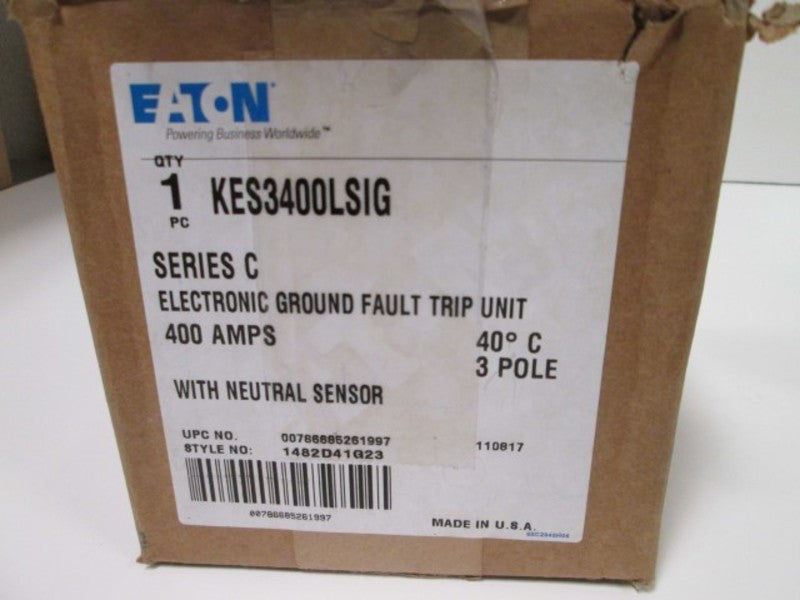 EATON
Powering Business Worldwide™
QTY
1 KES3400LSIG
PC
SERIES C
ELECTRONIC GROUND FAULT TRIP UNIT
400 AMPS 40° C
3 POLE
WITH NEUTRAL SENSOR
UPC NO. 00786685261997 110817
STYLE NO: 1482D41G23
00786685261997
MADE IN U.S.A.